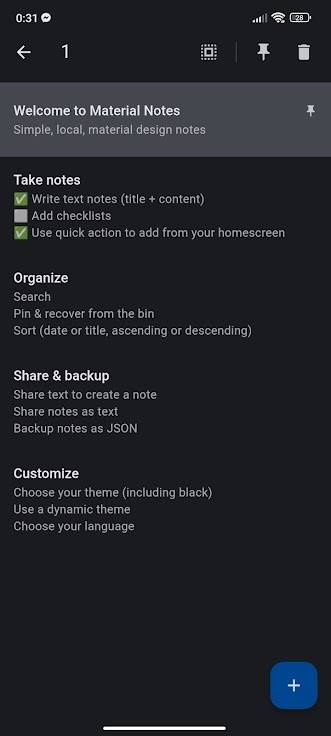 0:31
28
1
Welcome to Material Notes
Simple, local, material design notes
Take notes
✅ Write text notes (title + content)
⬜ Add checklists
✅ Use quick action to add from your homescreen
Organize
Search
Pin & recover from the bin
Sort (date or title, ascending or descending)
Share & backup
Share text to create a note
Share notes as text
Backup notes as JSON
Customize
Choose your theme (including black)
Use a dynamic theme
Choose your language